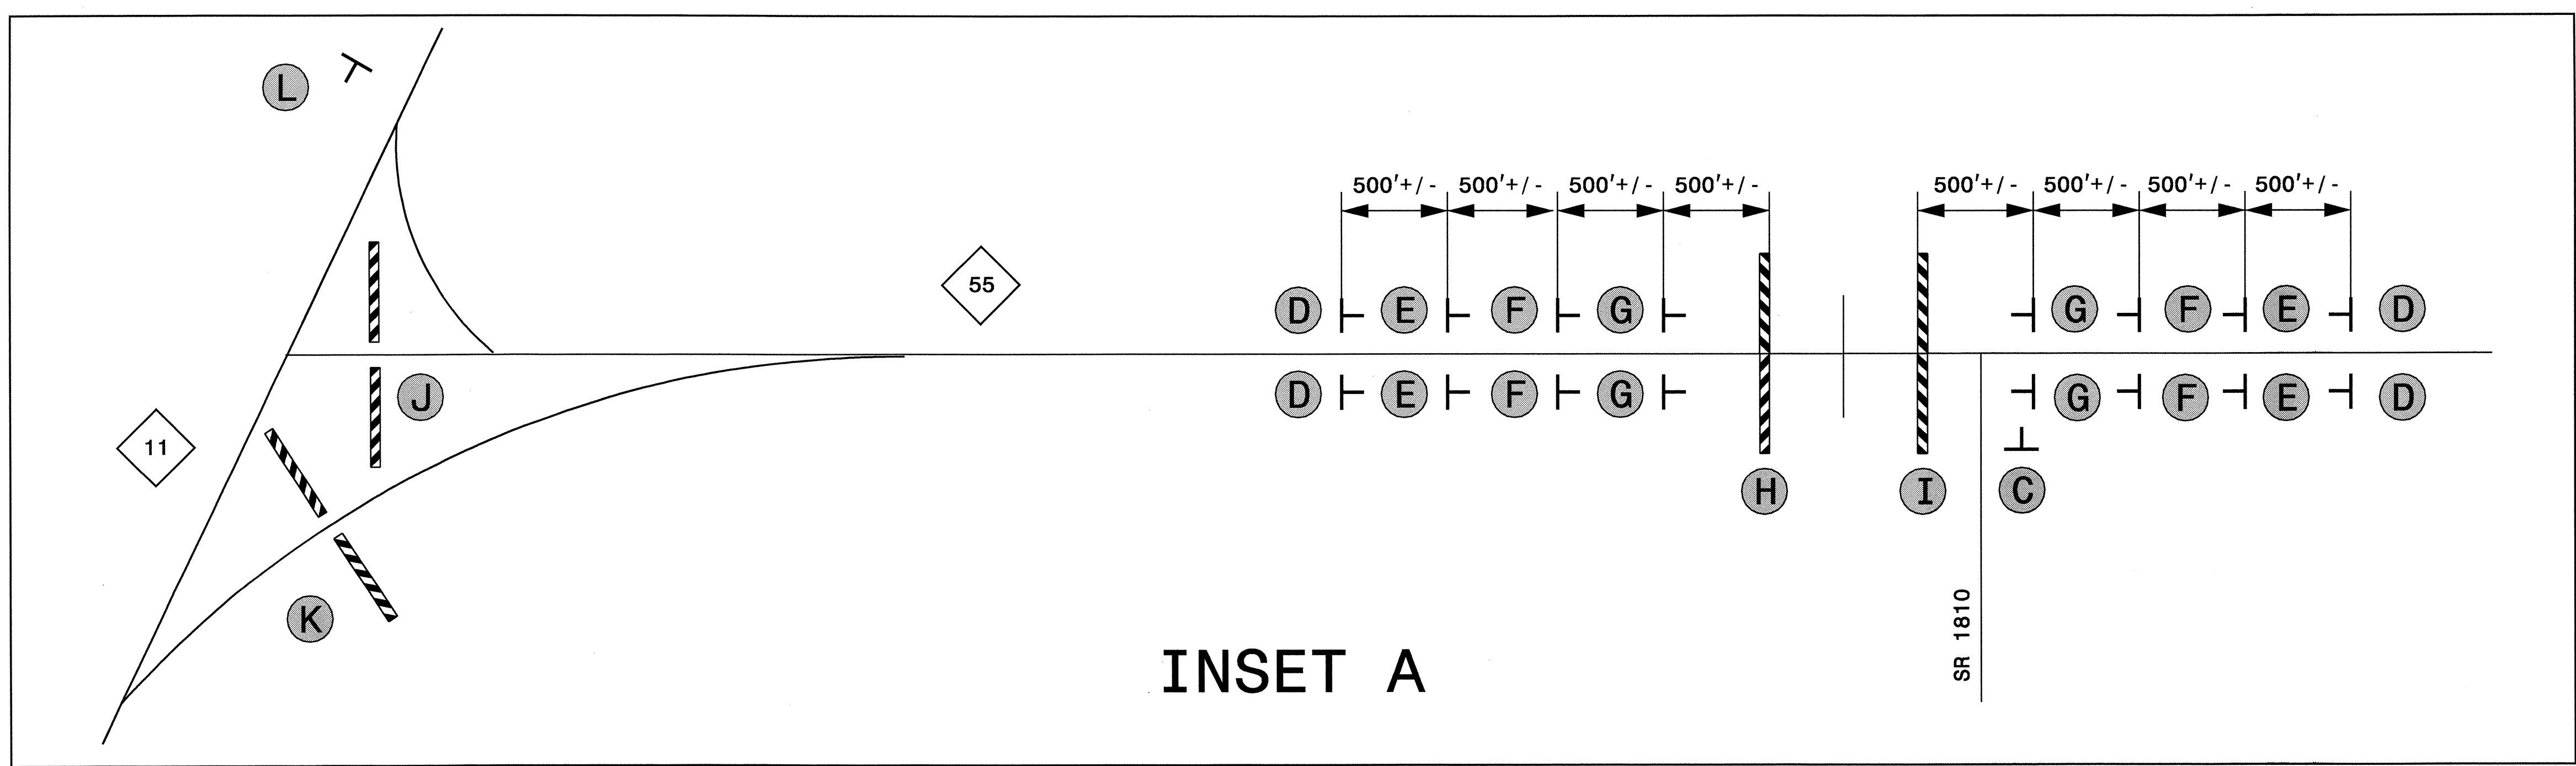 L
500'+/- 500'+/- 500'+/- 500'+/- 500'+/- 500'+/- 500'+/- 500'+/-
55
D E F G G F E D
D E F G G F E D
J
11
H I C
K
SR 1810
INSET A